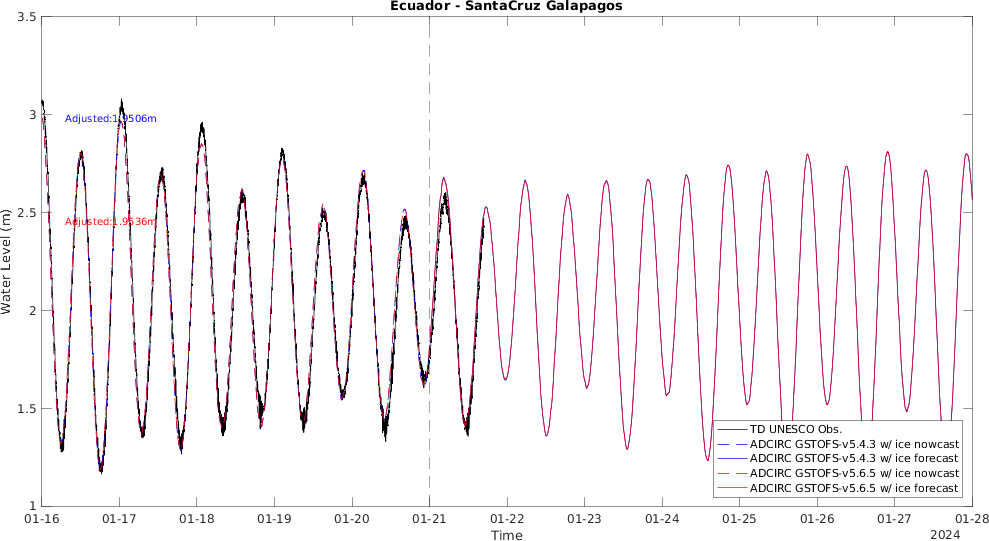 Ecuador - SantaCruz Galapagos
3.5
3
2.5
2
1.5
1
Water Level (m)
Adjusted:1.9506m
Adjusted:1.9536m
TD UNESCO Obs.
ADCIRC GSTOFS-v5.4.3 w/ ice nowcast
ADCIRC GSTOFS-v5.4.3 w/ ice forecast
ADCIRC GSTOFS-v5.6.5 w/ ice nowcast
ADCIRC GSTOFS-v5.6.5 w/ ice forecast
01-16 01-17 01-18 01-19 01-20 01-21 01-22 01-23 01-24 01-25 01-26 01-27 01-28
Time
2024